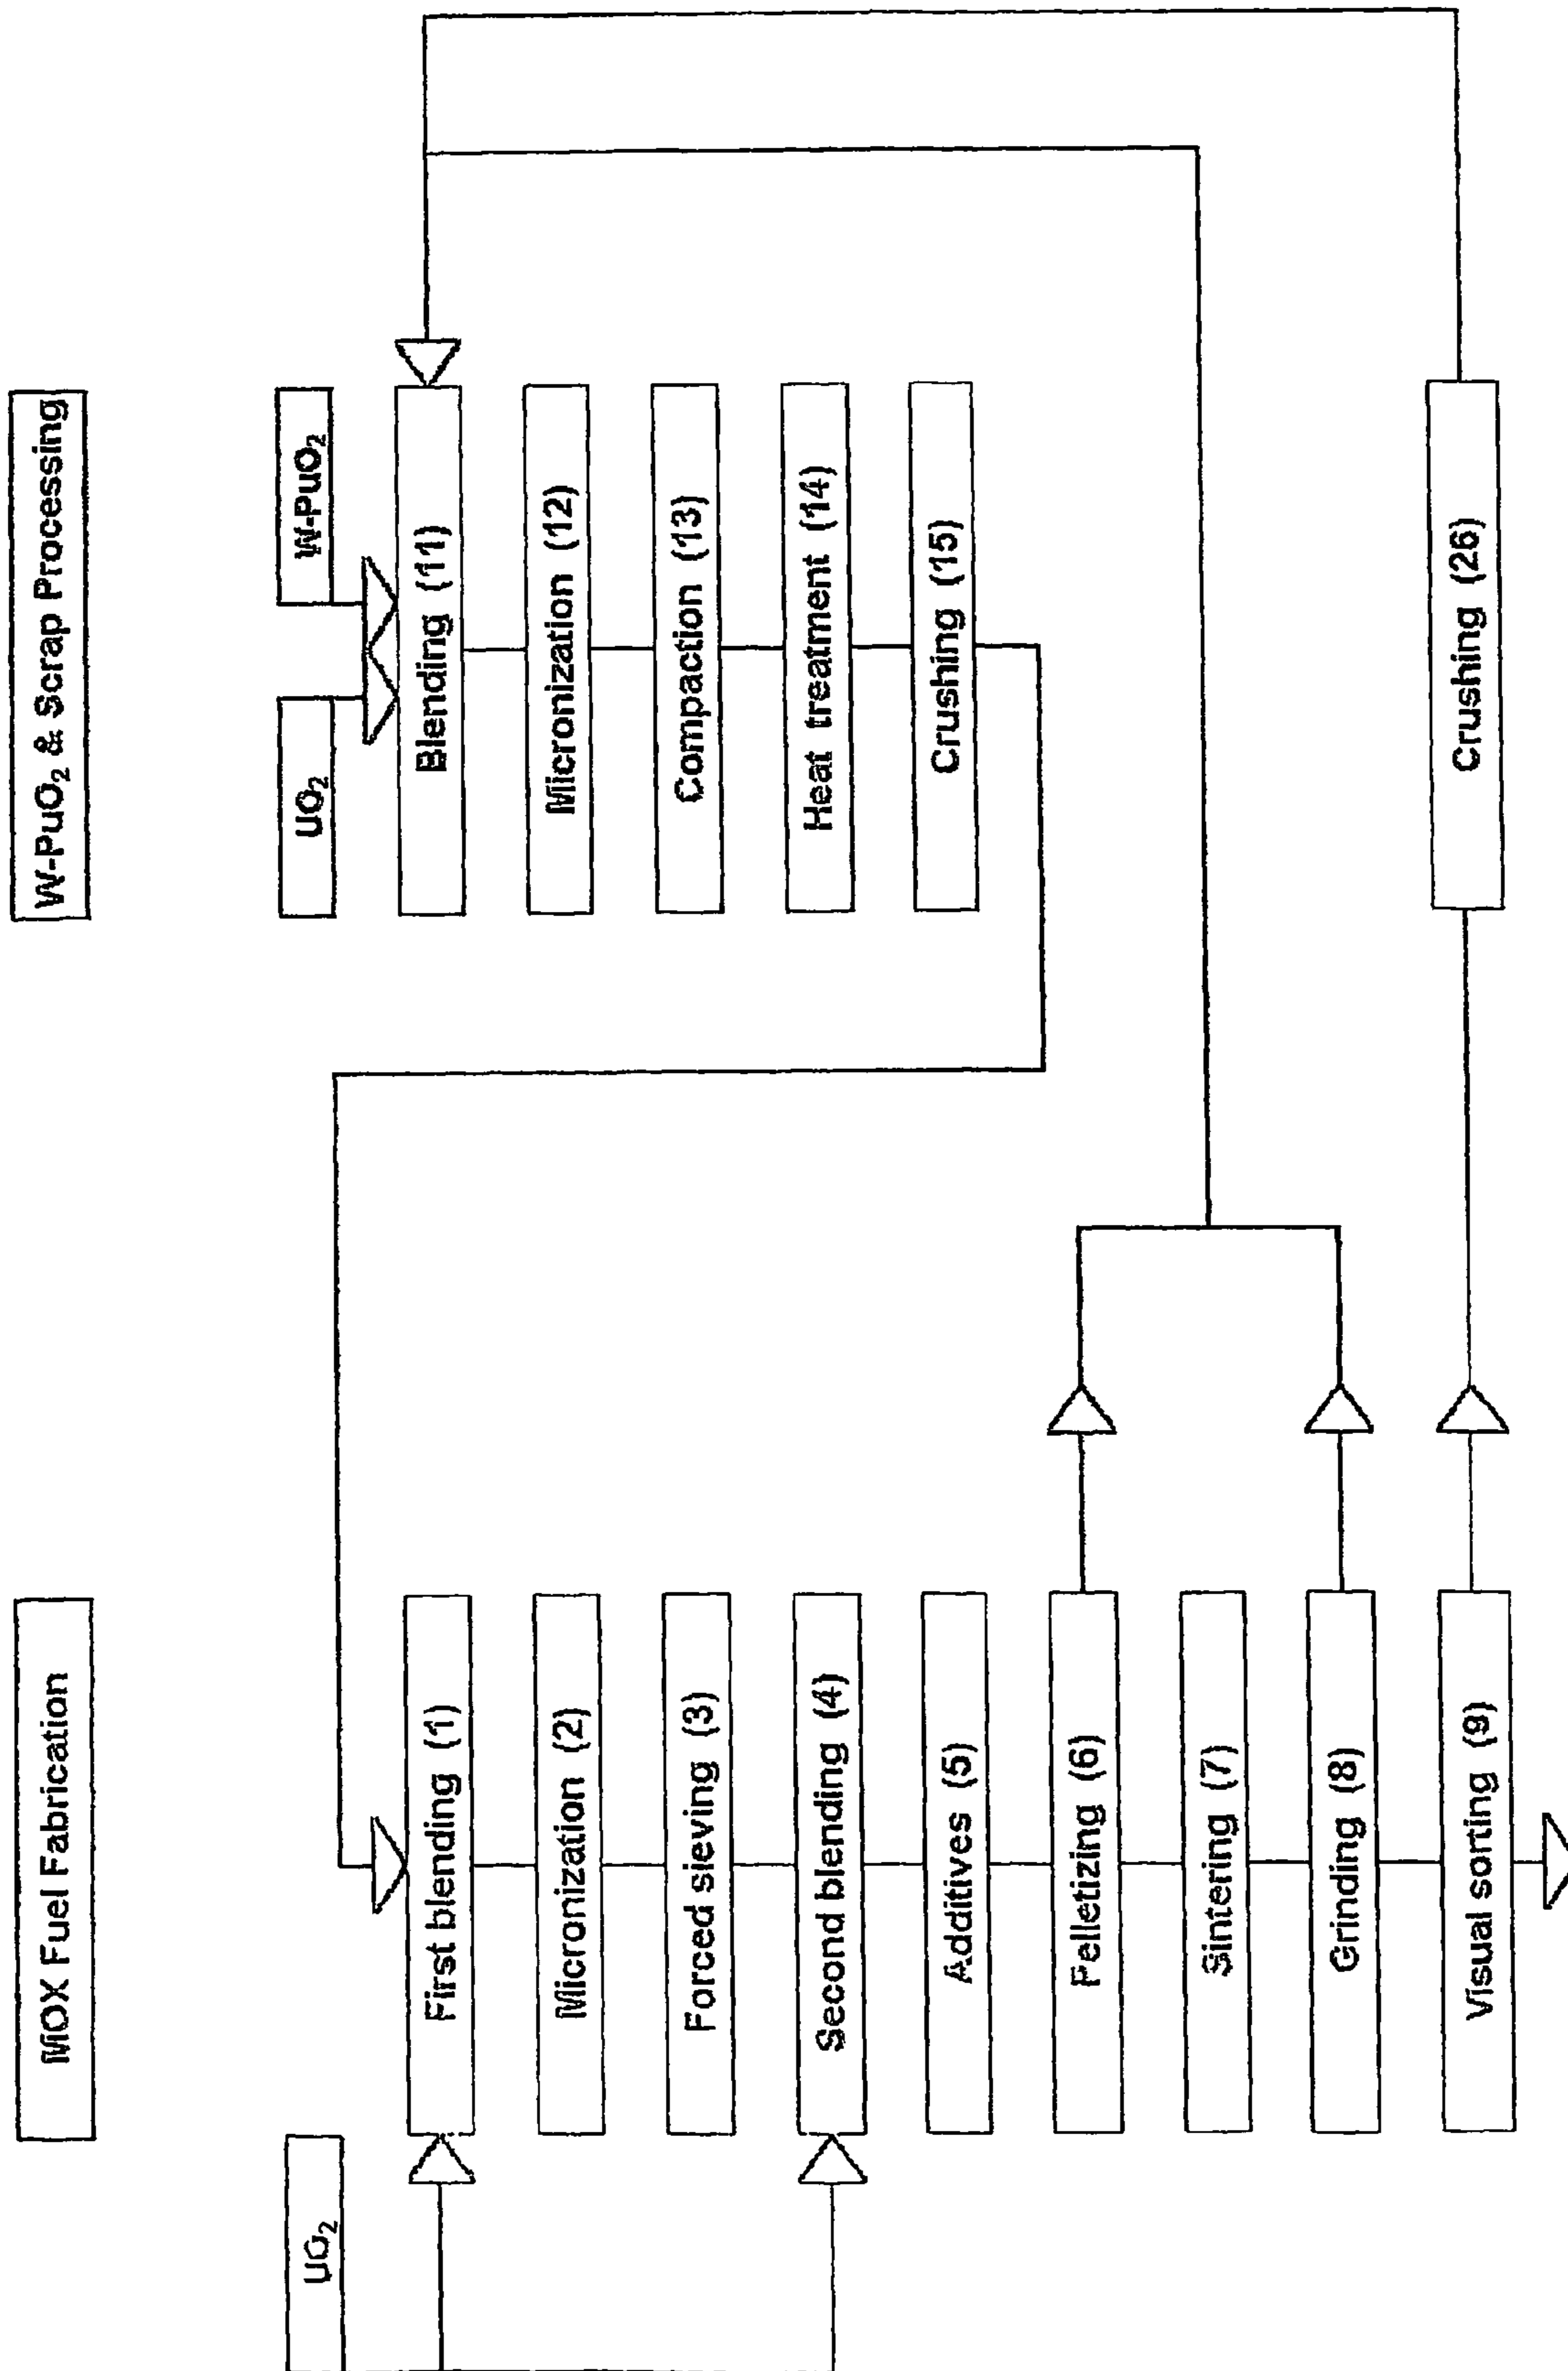 MOX Fuel Fabrication
W-PuO₂ & Scrap Processing
UO₂
First blending (1)
Micronization (2)
Forced sieving (3)
Second blending (4)
Additives (5)
Pelletizing (6)
Sintering (7)
Grinding (8)
Visual sorting (9)
UO₂
W-PuO₂
Blending (11)
Micronization (12)
Compaction (13)
Heat treatment (14)
Crushing (15)
Crushing (26)